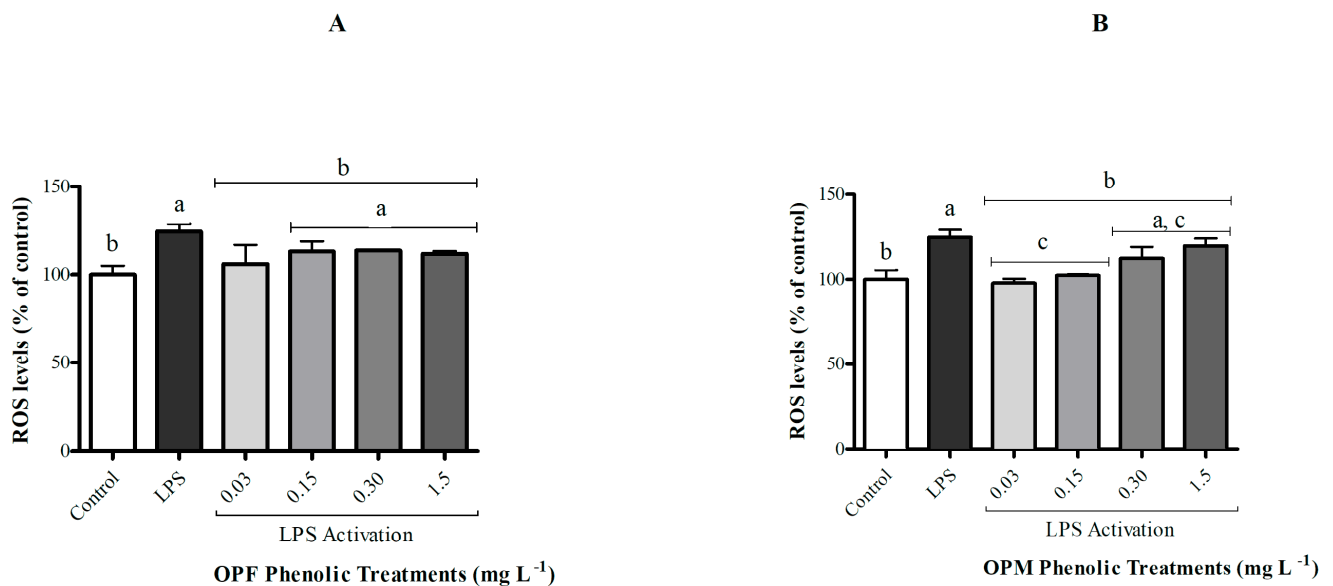 A
ROS levels (% of control)
150
100
50
0
b
a
b
a
Control
LPS
0.03
0.15
0.30
1.5
LPS Activation
OPF Phenolic Treatments (mg L⁻¹)
B
ROS levels (% of control)
150
100
50
0
b
a
b
c
a, c
Control
LPS
0.03
0.15
0.30
1.5
LPS Activation
OPM Phenolic Treatments (mg L⁻¹)